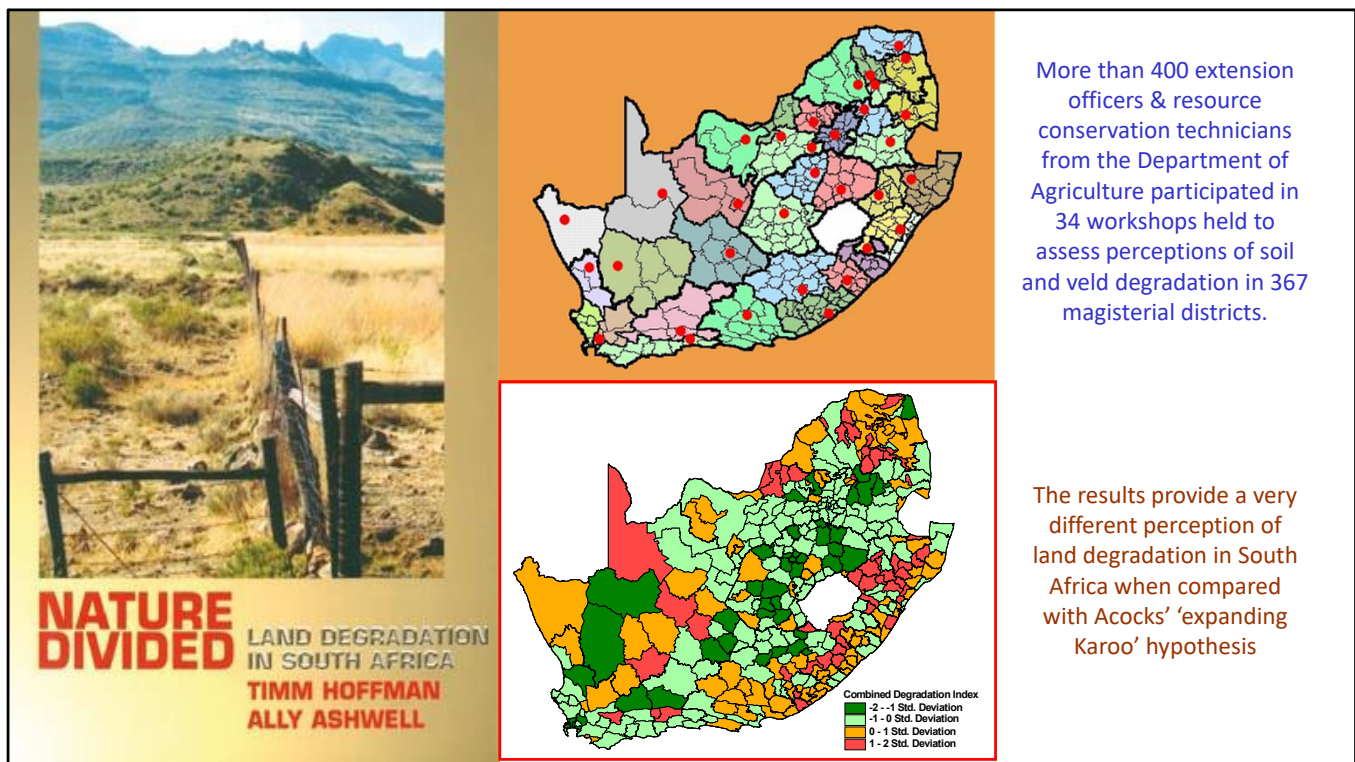 NATURE
DIVIDED
LAND DEGRADATION
IN SOUTH AFRICA
TIMM HOFFMAN
ALLY ASHWELL
More than 400 extension
officers & resource
conservation technicians
from the Department of
Agriculture participated in
34 workshops held to
assess perceptions of soil
and veld degradation in 367
magisterial districts.
Combined Degradation Index
-2 - -1 Std. Deviation
-1 - 0 Std. Deviation
0 - 1 Std. Deviation
1 - 2 Std. Deviation
The results provide a very
different perception of
land degradation in South
Africa when compared
with Acocks’ ‘expanding
Karoo’ hypothesis